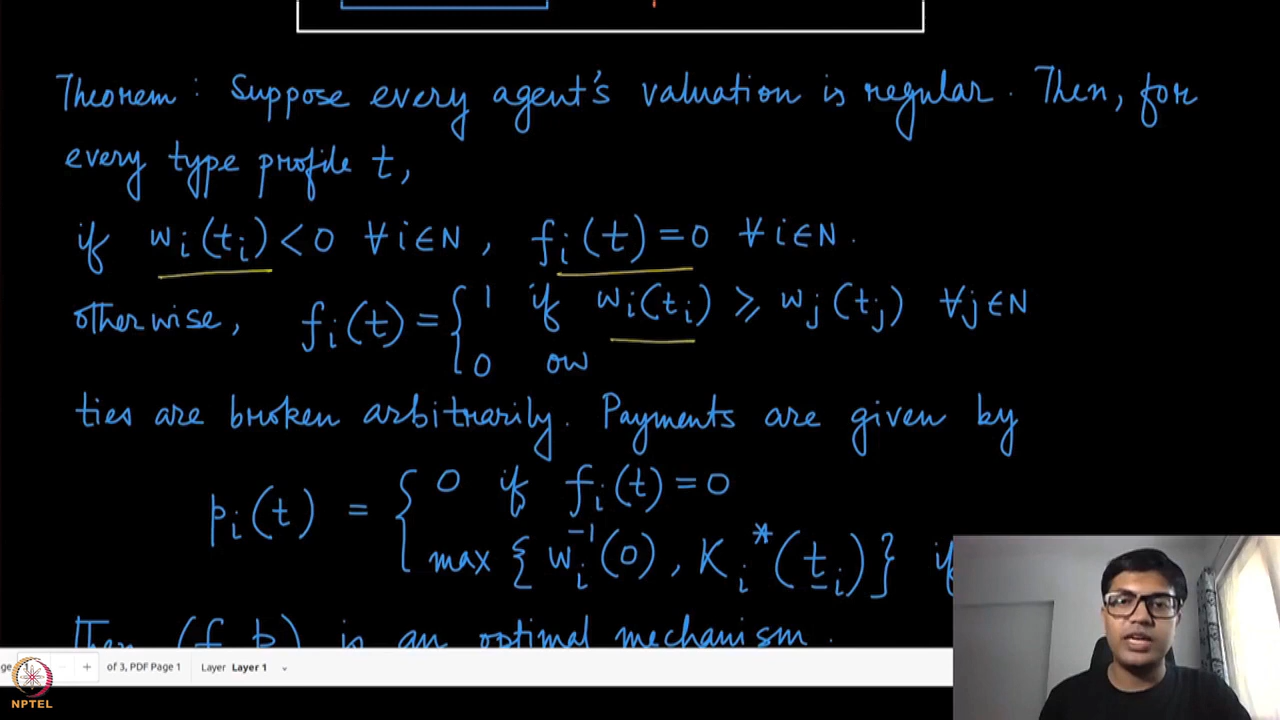 Theorem : Suppose every agent's valuation is regular. Then, for
every type profile t,
if w_i(t_i) < 0 ∀ i ∈ N , f_i(t) = 0 ∀ i ∈ N .
otherwise, f_i(t) = { 1 if w_i(t_i) ⩾ w_j(t_j) ∀ j ∈ N
0 ow
ties are broken arbitrarily. Payments are given by
p_i(t) = { 0 if f_i(t) = 0
max { w_i^{-1}(0) , K_i^*(t_{-i}) } if
Then (f, p) is an optimal mechanism.
ge + of 3, PDF Page 1 Layer Layer 1
NPTEL